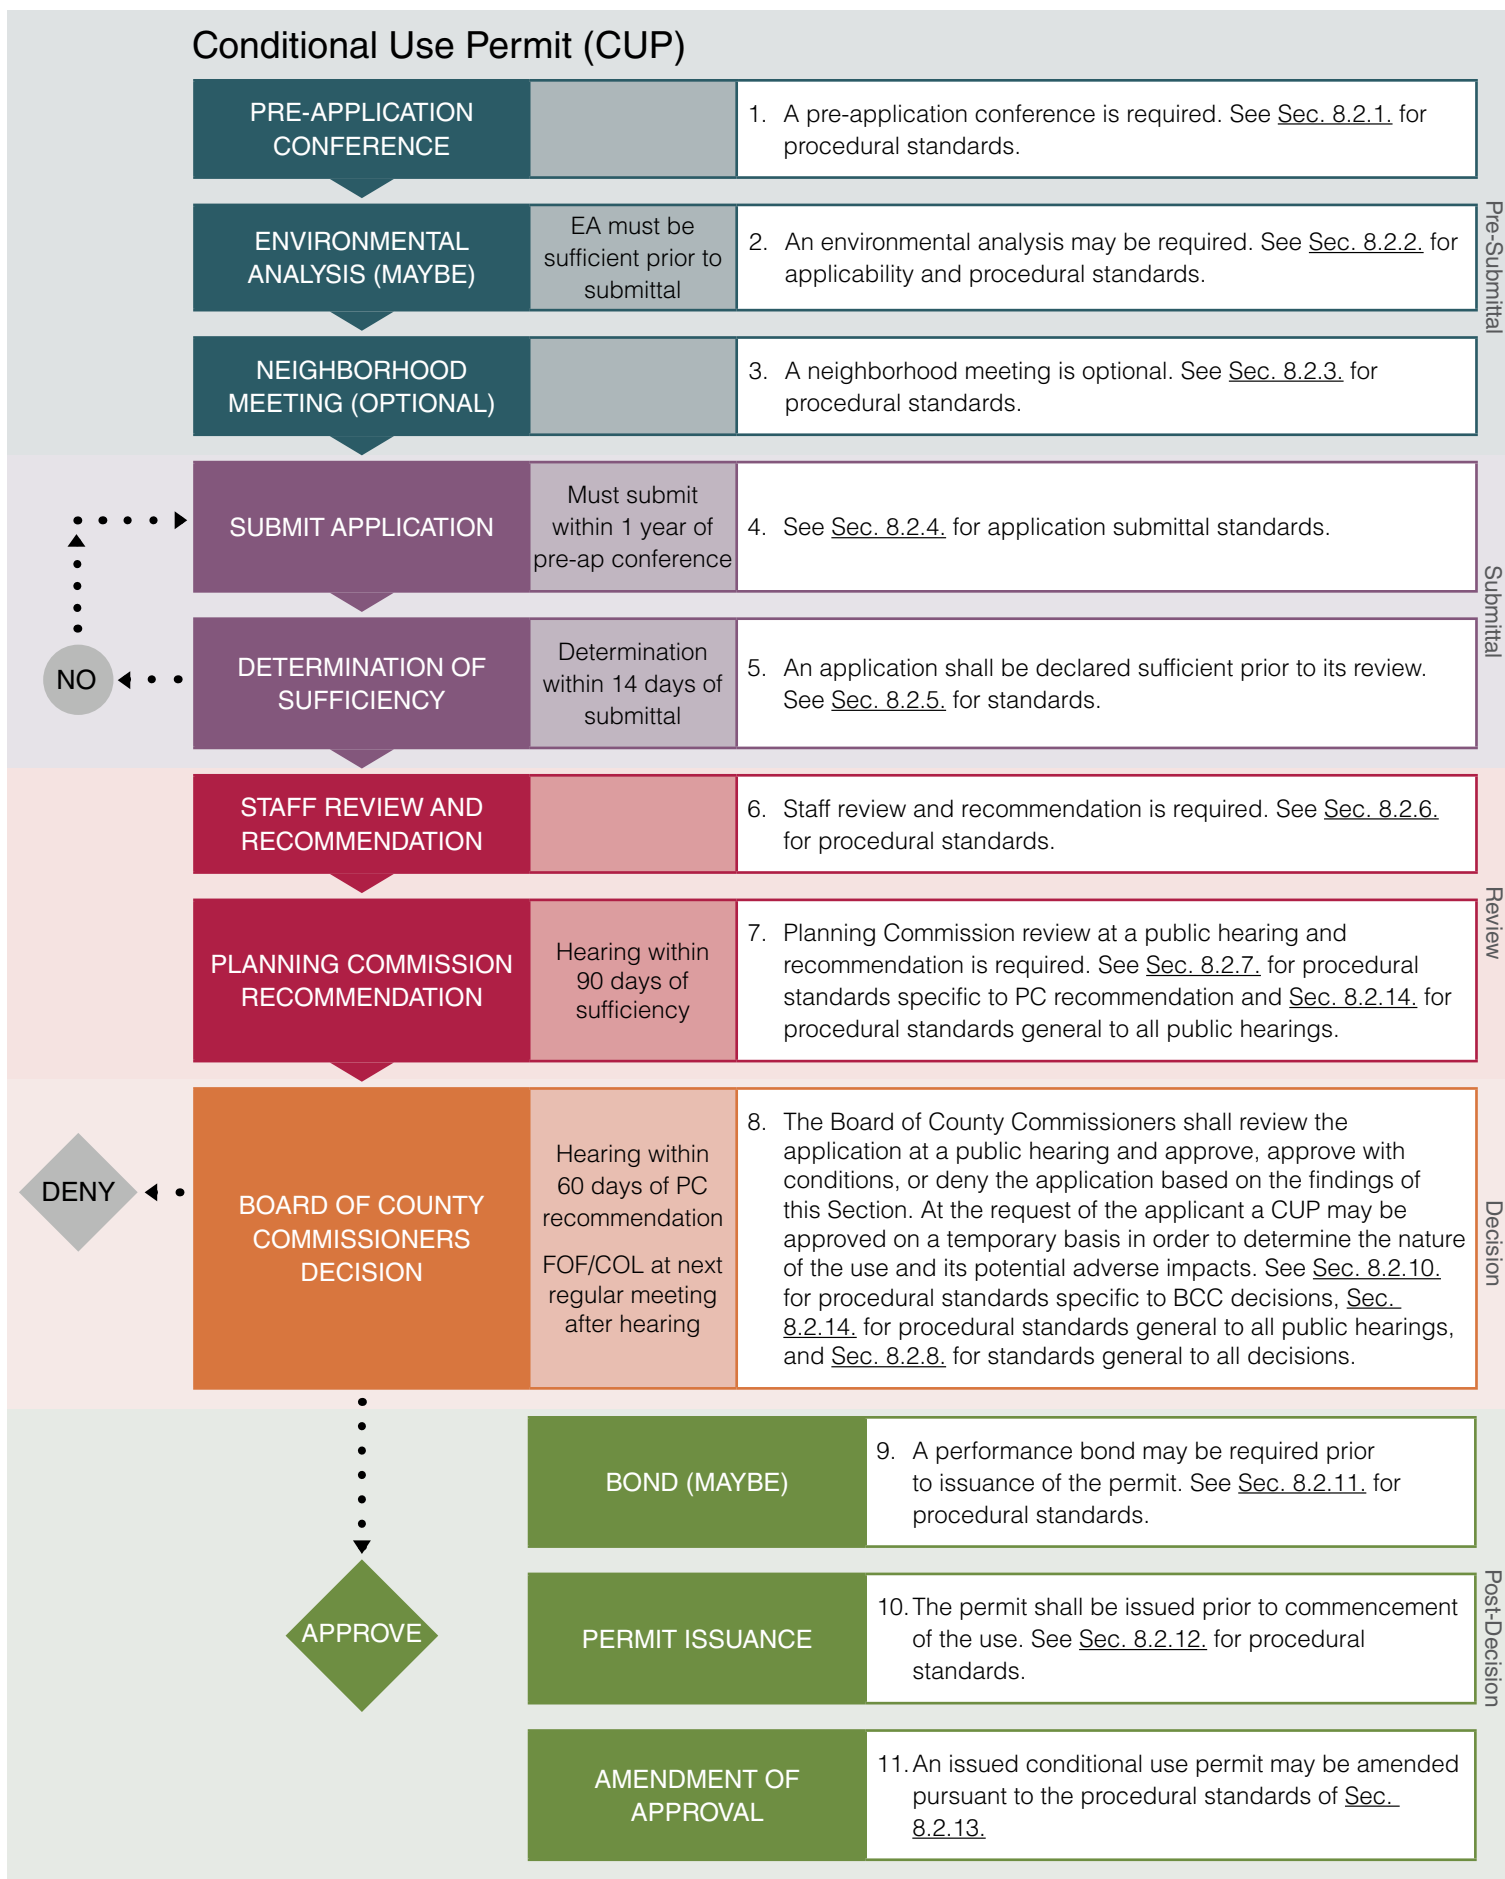 Conditional Use Permit (CUP)
PRE-APPLICATION
CONFERENCE
1. A pre-application conference is required. See Sec. 8.2.1. for
procedural standards.
ENVIRONMENTAL
ANALYSIS (MAYBE)
EA must be
sufficient prior to
submittal
2. An environmental analysis may be required. See Sec. 8.2.2. for
applicability and procedural standards.
NEIGHBORHOOD
MEETING (OPTIONAL)
3. A neighborhood meeting is optional. See Sec. 8.2.3. for
procedural standards.
Pre-Submittal
SUBMIT APPLICATION
Must submit
within 1 year of
pre-ap conference
4. See Sec. 8.2.4. for application submittal standards.
NO
DETERMINATION OF
SUFFICIENCY
Determination
within 14 days of
submittal
5. An application shall be declared sufficient prior to its review.
See Sec. 8.2.5. for standards.
Submittal
STAFF REVIEW AND
RECOMMENDATION
6. Staff review and recommendation is required. See Sec. 8.2.6.
for procedural standards.
PLANNING COMMISSION
RECOMMENDATION
Hearing within
90 days of
sufficiency
7. Planning Commission review at a public hearing and
recommendation is required. See Sec. 8.2.7. for procedural
standards specific to PC recommendation and Sec. 8.2.14. for
procedural standards general to all public hearings.
Review
DENY
BOARD OF COUNTY
COMMISSIONERS
DECISION
Hearing within
60 days of PC
recommendation
FOF/COL at next
regular meeting
after hearing
8. The Board of County Commissioners shall review the
application at a public hearing and approve, approve with
conditions, or deny the application based on the findings of
this Section. At the request of the applicant a CUP may be
approved on a temporary basis in order to determine the nature
of the use and its potential adverse impacts. See Sec. 8.2.10.
for procedural standards specific to BCC decisions, Sec.
8.2.14. for procedural standards general to all public hearings,
and Sec. 8.2.8. for standards general to all decisions.
Decision
APPROVE
BOND (MAYBE)
9. A performance bond may be required prior
to issuance of the permit. See Sec. 8.2.11. for
procedural standards.
PERMIT ISSUANCE
10. The permit shall be issued prior to commencement
of the use. See Sec. 8.2.12. for procedural
standards.
AMENDMENT OF
APPROVAL
11. An issued conditional use permit may be amended
pursuant to the procedural standards of Sec.
8.2.13.
Post-Decision